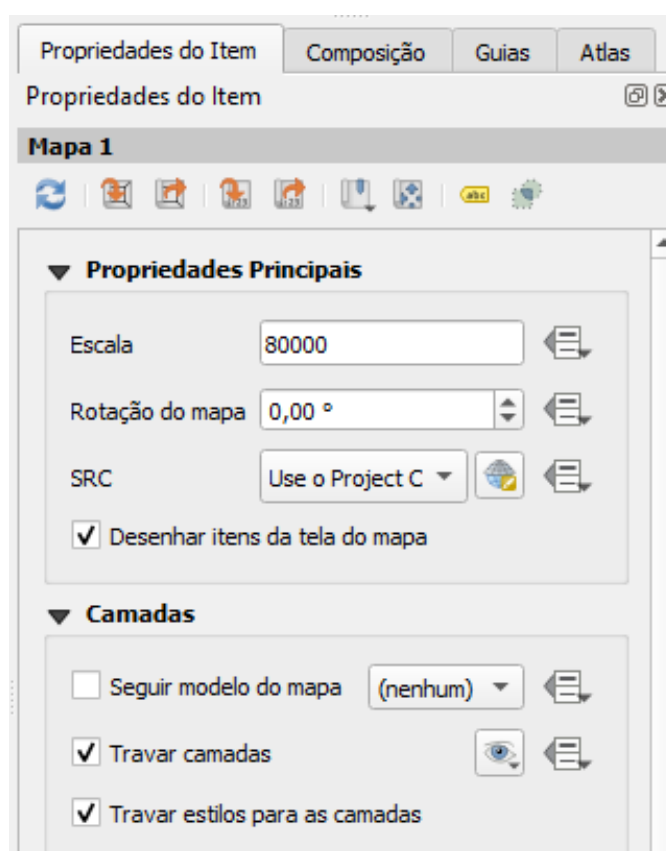 Propriedades do Item Composição Guias Atlas
Propriedades do Item
Mapa 1
Propriedades Principais
Escala 80000
Rotação do mapa 0,00 °
SRC Use o Project C
Desenhar itens da tela do mapa
Camadas
Seguir modelo do mapa (nenhum)
Travar camadas
Travar estilos para as camadas